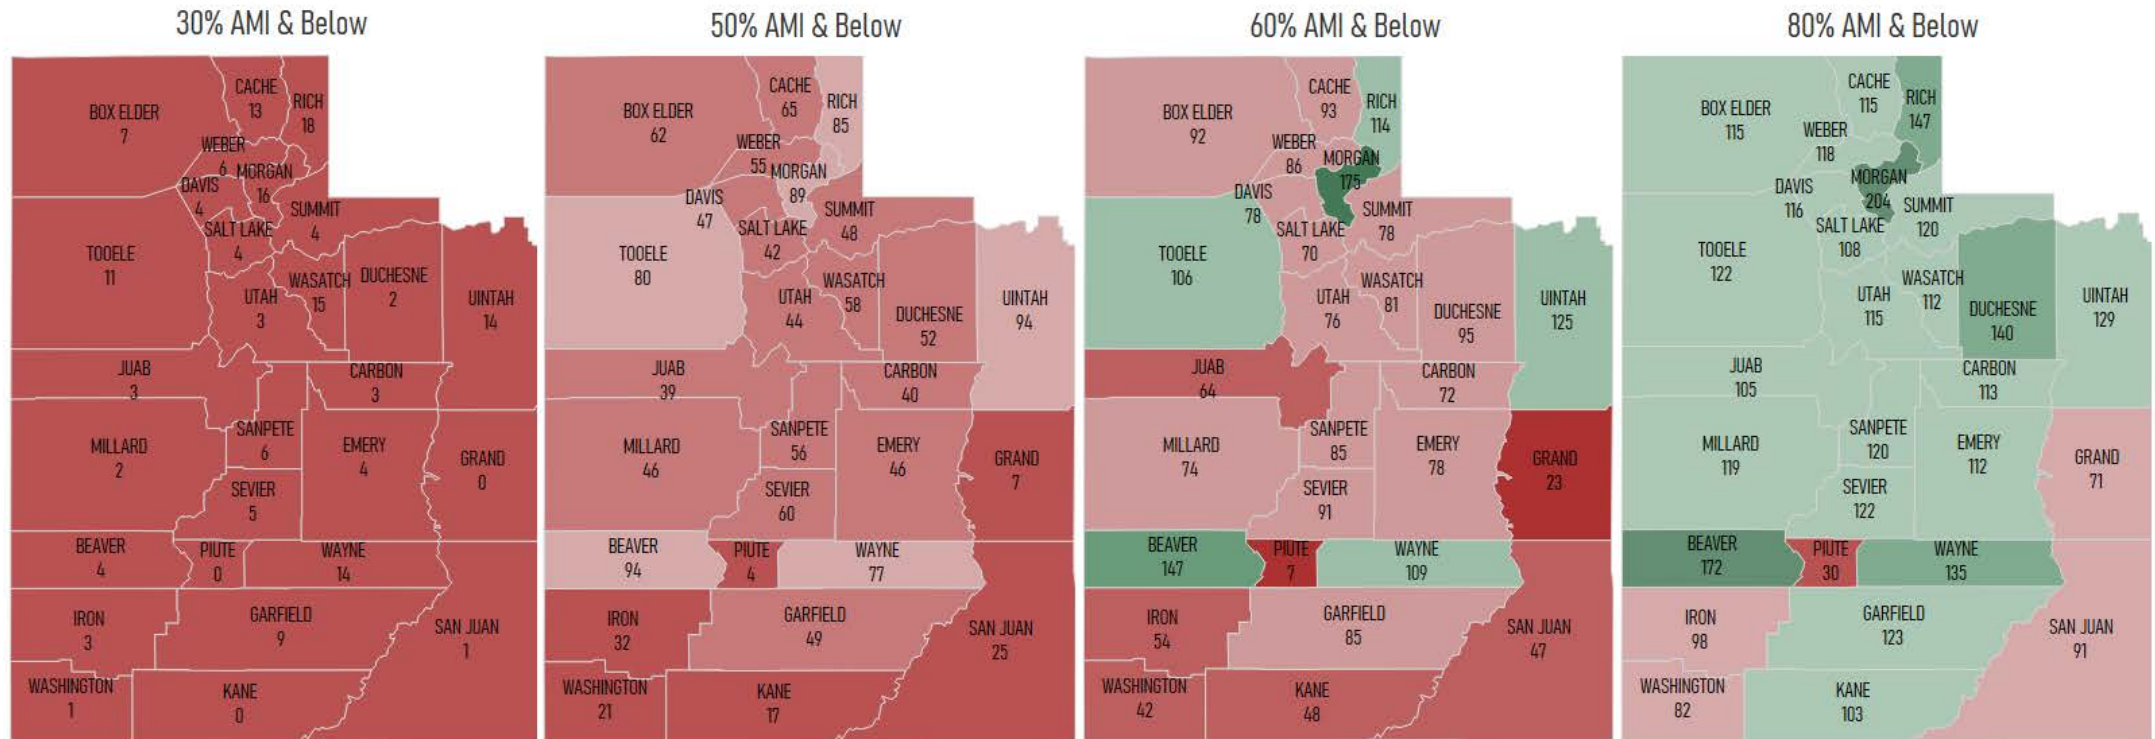 30% AMI & Below
BOX ELDER
7
CACHE
13
RICH
18
WEBER
6
MORGAN
16
DAVIS
4
SUMMIT
4
SALT LAKE
4
TOOELE
11
WASATCH
15
DUCHESNE
2
UTAH
3
UINTAH
14
JUAB
3
CARBON
3
MILLARD
2
SANPETE
6
EMERY
4
GRAND
0
SEVIER
5
BEAVER
4
PIUTE
0
WAYNE
14
IRON
3
GARFIELD
9
SAN JUAN
1
WASHINGTON
1
KANE
0
50% AMI & Below
BOX ELDER
62
CACHE
65
RICH
85
WEBER
55
MORGAN
89
DAVIS
47
SUMMIT
48
SALT LAKE
42
TOOELE
80
WASATCH
58
DUCHESNE
52
UTAH
44
UINTAH
94
JUAB
39
CARBON
40
MILLARD
46
SANPETE
56
EMERY
46
GRAND
7
SEVIER
60
BEAVER
94
PIUTE
4
WAYNE
77
IRON
32
GARFIELD
49
SAN JUAN
25
WASHINGTON
21
KANE
17
60% AMI & Below
BOX ELDER
92
CACHE
93
RICH
114
WEBER
86
MORGAN
175
DAVIS
78
SUMMIT
78
SALT LAKE
70
TOOELE
106
WASATCH
81
DUCHESNE
95
UTAH
76
UINTAH
125
JUAB
64
CARBON
72
MILLARD
74
SANPETE
85
EMERY
78
GRAND
23
SEVIER
91
BEAVER
147
PIUTE
7
WAYNE
109
IRON
54
GARFIELD
85
SAN JUAN
47
WASHINGTON
42
KANE
48
80% AMI & Below
BOX ELDER
115
CACHE
115
RICH
147
WEBER
118
MORGAN
204
DAVIS
116
SUMMIT
120
SALT LAKE
108
TOOELE
122
WASATCH
112
DUCHESNE
140
UTAH
115
UINTAH
129
JUAB
105
CARBON
113
MILLARD
119
SANPETE
120
EMERY
112
GRAND
71
SEVIER
122
BEAVER
172
PIUTE
30
WAYNE
135
IRON
98
GARFIELD
123
SAN JUAN
91
WASHINGTON
82
KANE
103